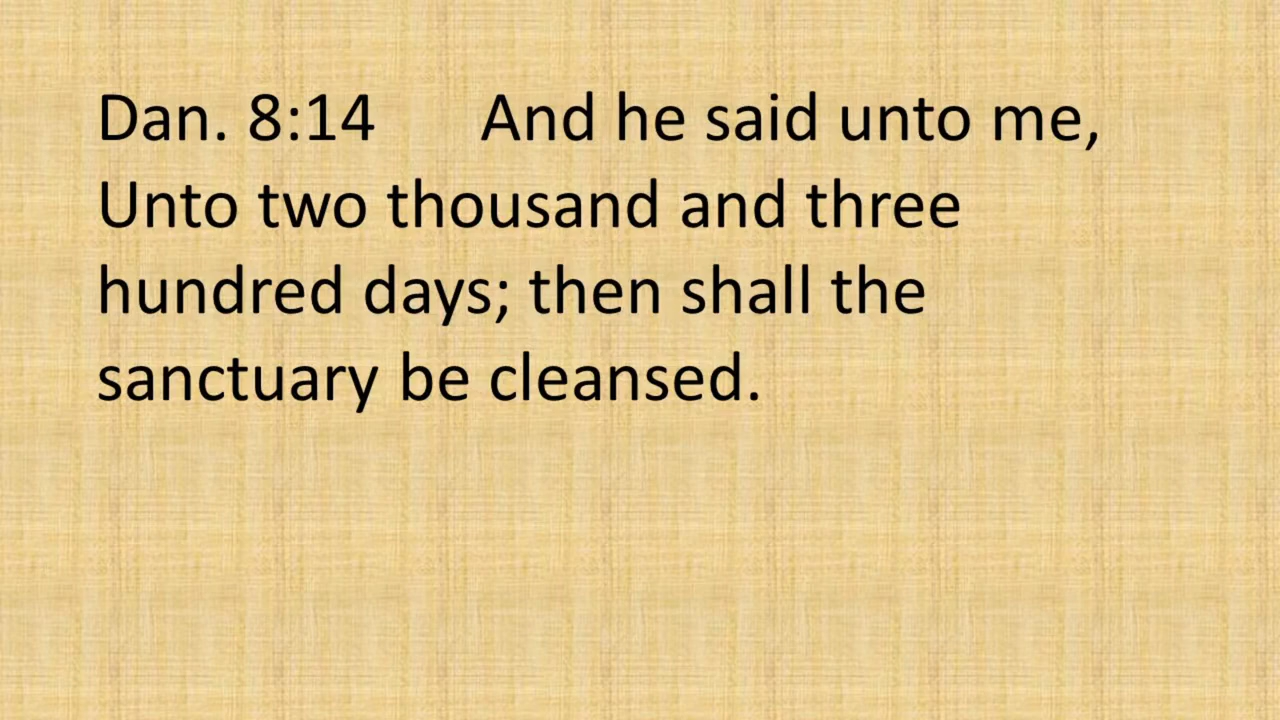 Dan. 8:14 And he said unto me,
Unto two thousand and three
hundred days; then shall the
sanctuary be cleansed.